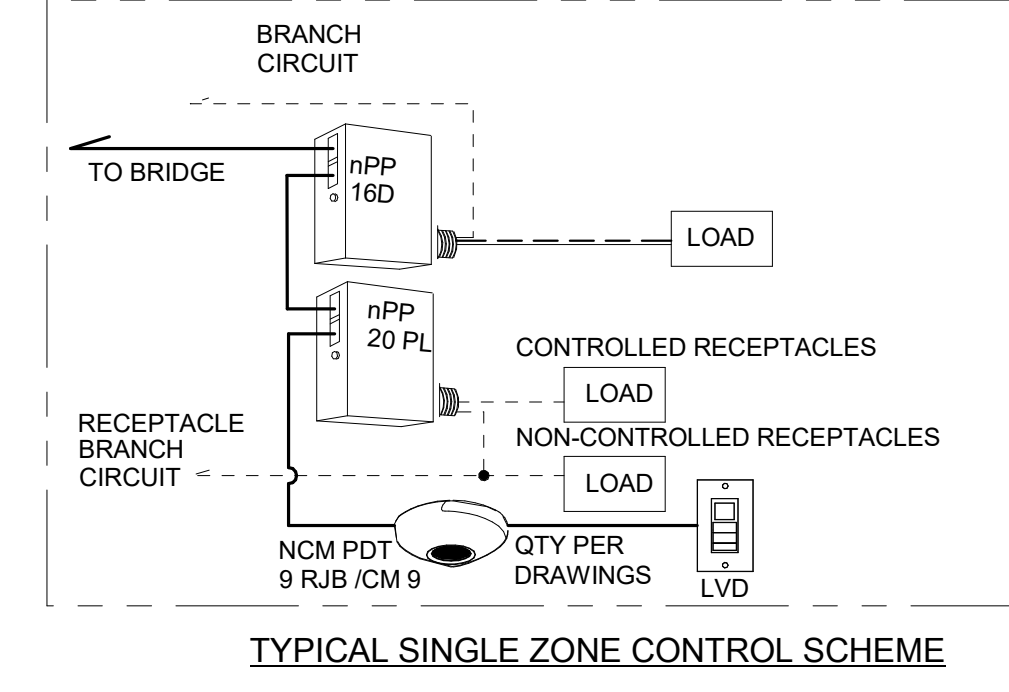 BRANCH
CIRCUIT
TO BRIDGE
nPP
16D
LOAD
nPP
20 PL
CONTROLLED RECEPTACLES
LOAD
NON-CONTROLLED RECEPTACLES
LOAD
RECEPTACLE
BRANCH
CIRCUIT
NCM PDT
9 RJB /CM 9
QTY PER
DRAWINGS
LVD
TYPICAL SINGLE ZONE CONTROL SCHEME